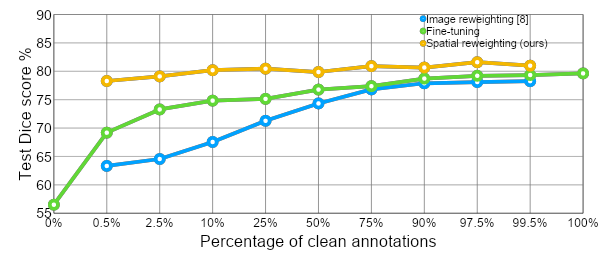 90
85
80
75
70
65
60
55
Test Dice score %
Image reweighting [8]
Fine-tuning
Spatial reweighting (ours)
0% 0.5% 2.5% 10% 25% 50% 75% 90% 97.5% 99.5% 100%
Percentage of clean annotations